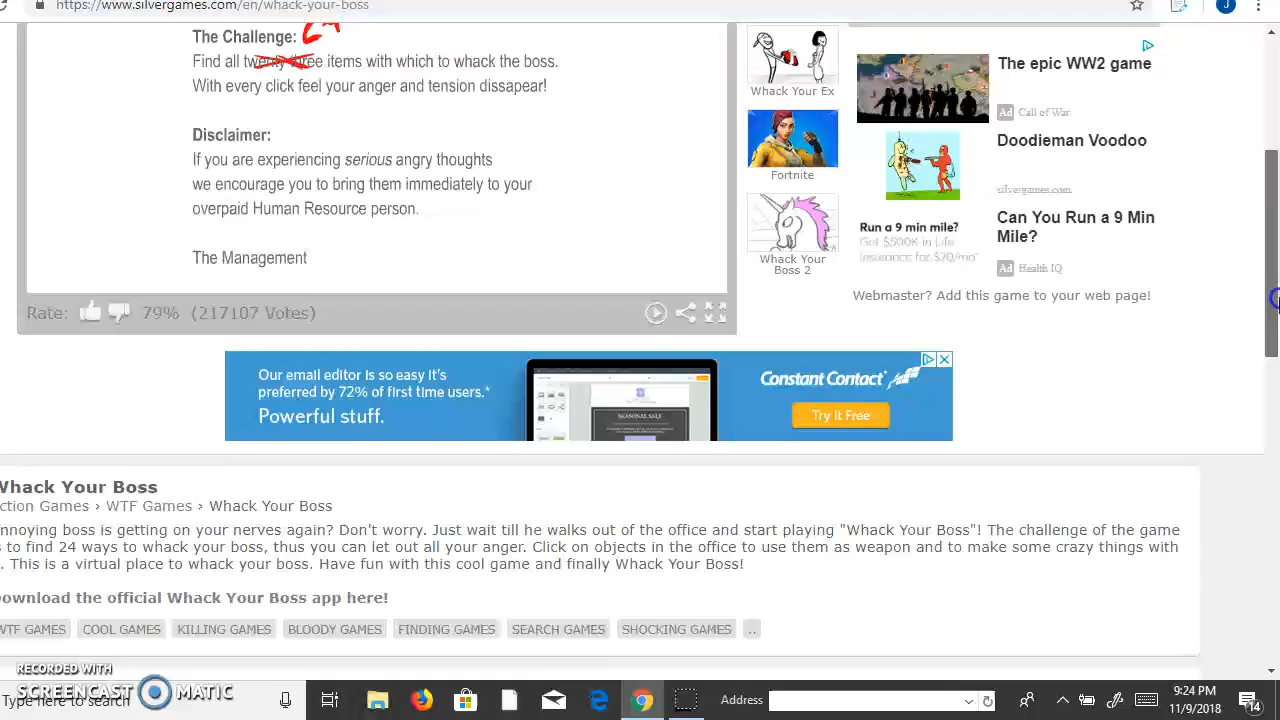 https://www.silvergames.com/en/whack-your-boss
J
The Challenge:
Find all twenty three items with which to whack the boss.
With every click feel your anger and tension dissapear!
Disclaimer:
If you are experiencing serious angry thoughts
we encourage you to bring them immediately to your
overpaid Human Resource person.
The Management
Rate: 79% (217107 Votes)
Whack Your Ex
Fortnite
Whack Your
Boss 2
The epic WW2 game
Ad Call of War
Doodieman Voodoo
silvergames.com
Run a 9 min mile?
Get $500K in Life
Insurance for $20/mo*
Can You Run a 9 Min
Mile?
Ad Health IQ
Webmaster? Add this game to your web page!
Our email editor is so easy it's
preferred by 72% of first time users.*
Powerful stuff.
SEASONAL SALE
Constant Contact
Try It Free
Whack Your Boss
ction Games › WTF Games › Whack Your Boss
nnoying boss is getting on your nerves again? Don't worry. Just wait till he walks out of the office and start playing "Whack Your Boss"! The challenge of the game
s to find 24 ways to whack your boss, thus you can let out all your anger. Click on objects in the office to use them as weapon and to make some crazy things with
. This is a virtual place to whack your boss. Have fun with this cool game and finally Whack Your Boss!
ownload the official Whack Your Boss app here!
WTF GAMES COOL GAMES KILLING GAMES BLOODY GAMES FINDING GAMES SEARCH GAMES SHOCKING GAMES ..
RECORDED WITH
SCREENCAST MATIC
Type here to search
Address
9:24 PM
11/9/2018
14